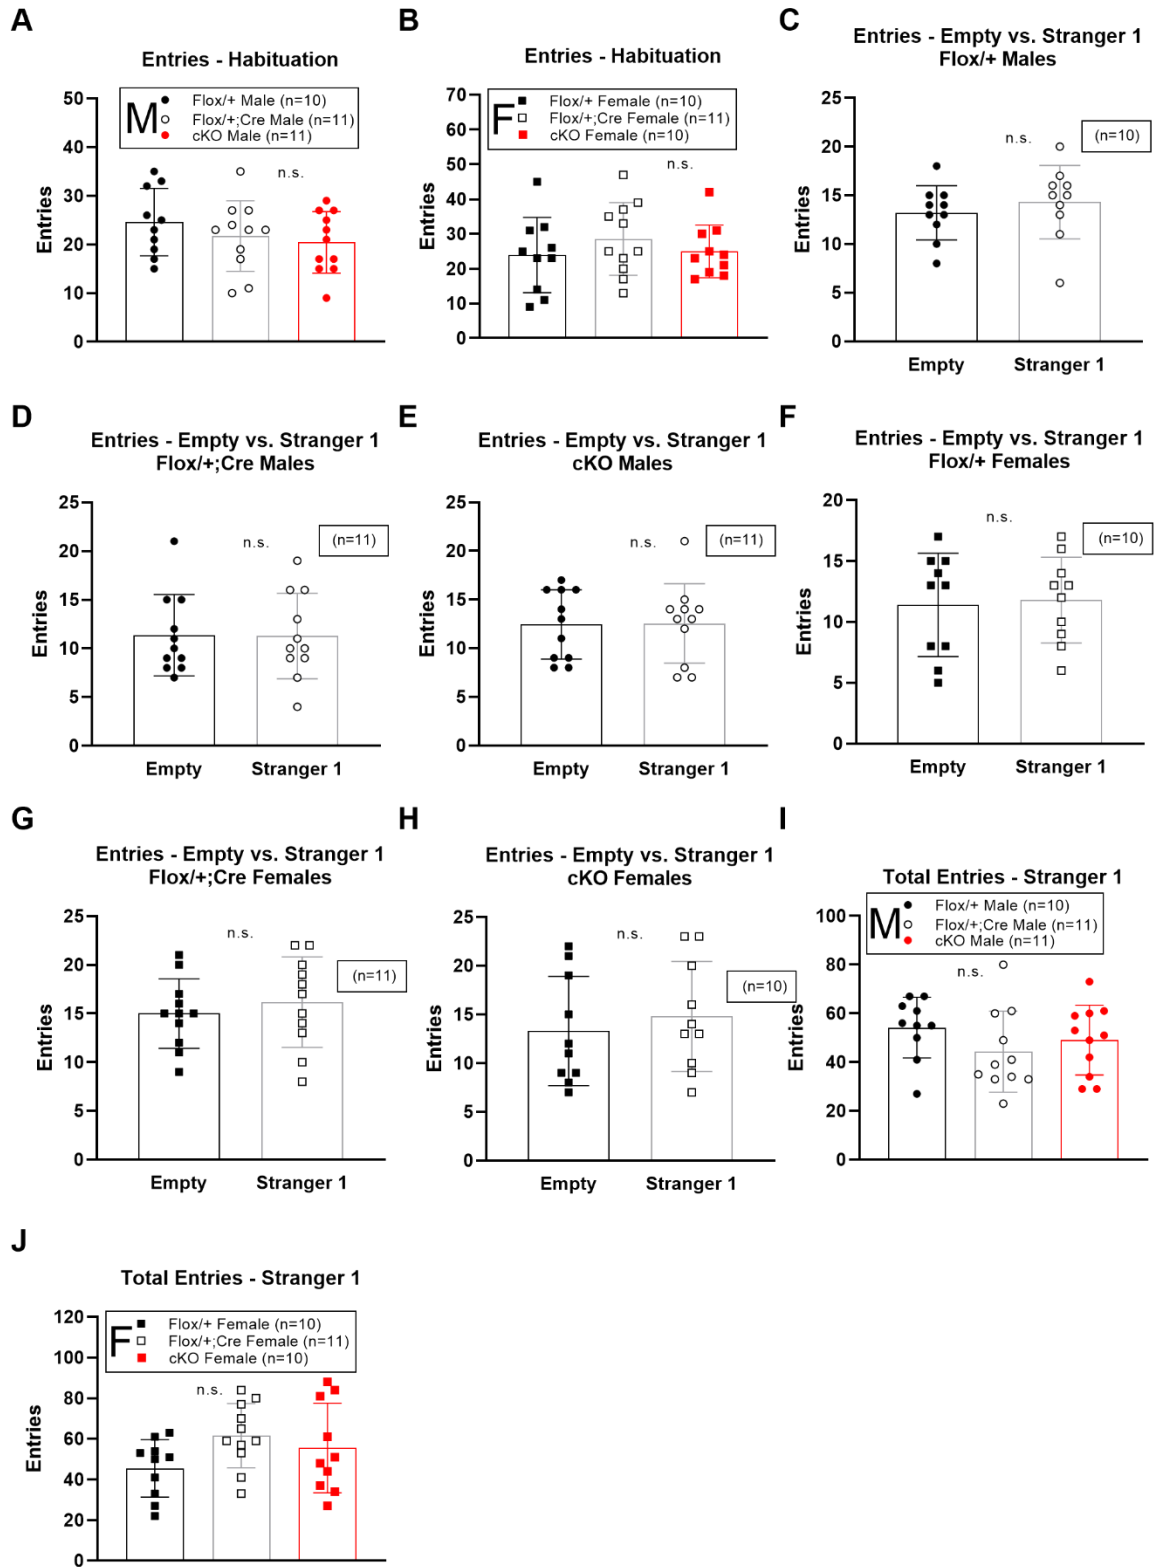 A
Entries - Habituation
50
40
30
20
10
0
Entries
M
Flox/+ Male (n=10)
Flox/+;Cre Male (n=11)
cKO Male (n=11)
n.s.
B
Entries - Habituation
70
60
50
40
30
20
10
0
Entries
F
Flox/+ Female (n=10)
Flox/+;Cre Female (n=11)
cKO Female (n=10)
n.s.
C
Entries - Empty vs. Stranger 1
Flox/+ Males
25
20
15
10
5
0
Entries
n.s.
(n=10)
Empty
Stranger 1
D
Entries - Empty vs. Stranger 1
Flox/+;Cre Males
25
20
15
10
5
0
Entries
n.s.
(n=11)
Empty
Stranger 1
E
Entries - Empty vs. Stranger 1
cKO Males
25
20
15
10
5
0
Entries
n.s.
(n=11)
Empty
Stranger 1
F
Entries - Empty vs. Stranger 1
Flox/+ Females
20
15
10
5
0
Entries
n.s.
(n=10)
Empty
Stranger 1
G
Entries - Empty vs. Stranger 1
Flox/+;Cre Females
25
20
15
10
5
0
Entries
n.s.
(n=11)
Empty
Stranger 1
H
Entries - Empty vs. Stranger 1
cKO Females
25
20
15
10
5
0
Entries
n.s.
(n=10)
Empty
Stranger 1
I
Total Entries - Stranger 1
100
80
60
40
20
0
Entries
M
Flox/+ Male (n=10)
Flox/+;Cre Male (n=11)
cKO Male (n=11)
n.s.
J
Total Entries - Stranger 1
120
100
80
60
40
20
0
Entries
F
Flox/+ Female (n=10)
Flox/+;Cre Female (n=11)
cKO Female (n=10)
n.s.